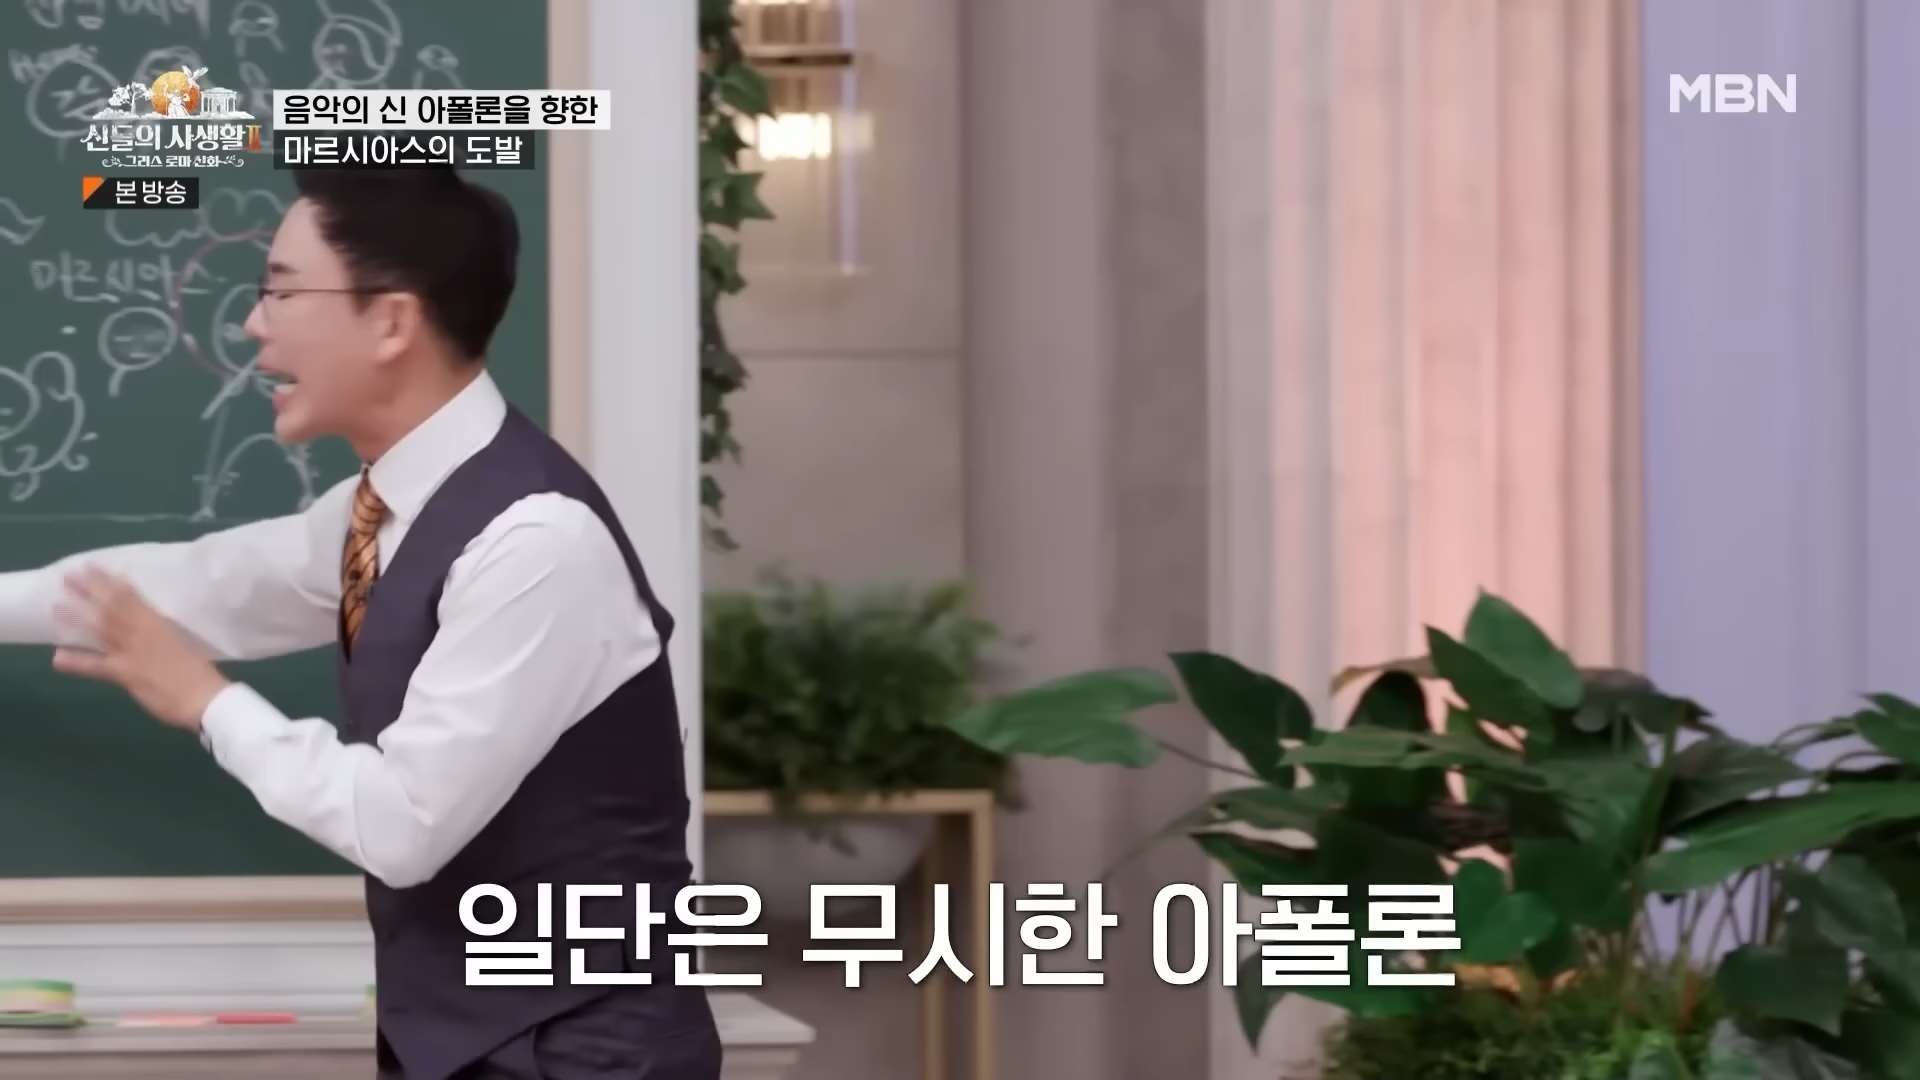 음악의 신 아폴론을 향한
마르시아스의 도발
MBN
신들의 사생활 II
그리스 로마 신화
본 방송
마르시아스
일단은 무시한 아폴론